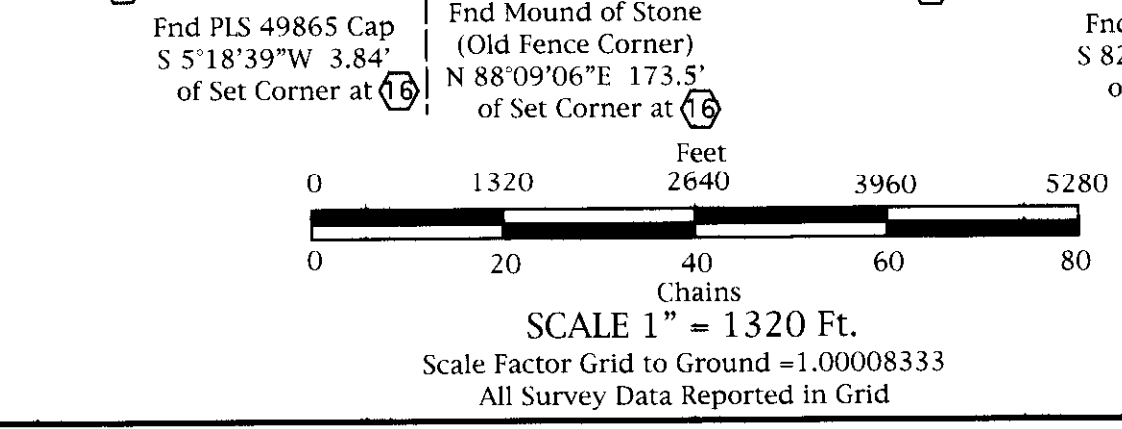 Fnd PLS 49865 Cap
S 5°18'39"W 3.84'
of Set Corner at 16
Fnd Mound of Stone
(Old Fence Corner)
N 88°09'06"E 173.5'
of Set Corner at 16
S 82
Feet
0 1320 2640 3960 5280
0 20 40 60 80
Chains
SCALE 1" = 1320 Ft.
Scale Factor Grid to Ground =1.00008333
All Survey Data Reported in Grid